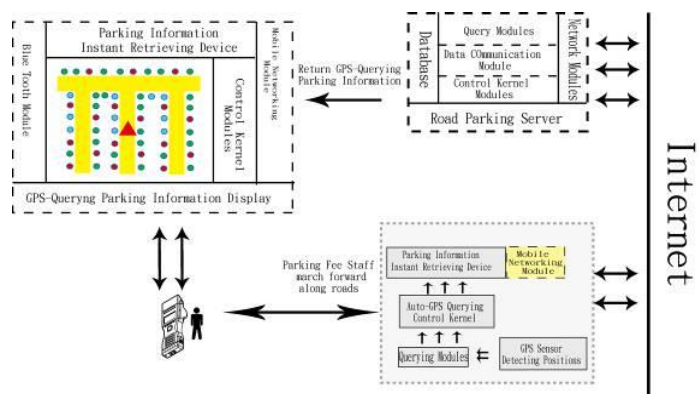 Parking Information
Instant Retrieving Device
Blue Tooth Module
Control Kernel
Modules
Mobile Networking
Module
GPS-Queryng Parking Information Display
Return GPS-Querying
Parking Information
Database
Query Modules
Data COmmunication
Module
Control Kernel
Modules
Network Modules
Road Parking Server
Internet
Parking Fee Staff
march forward
along roads
Parking Information
Instant Retrieving Device
Mobile
Networking
Module
Auto-GPS Querying
Control Kernel
Querying Modules
GPS Sensor
Detecting Positions